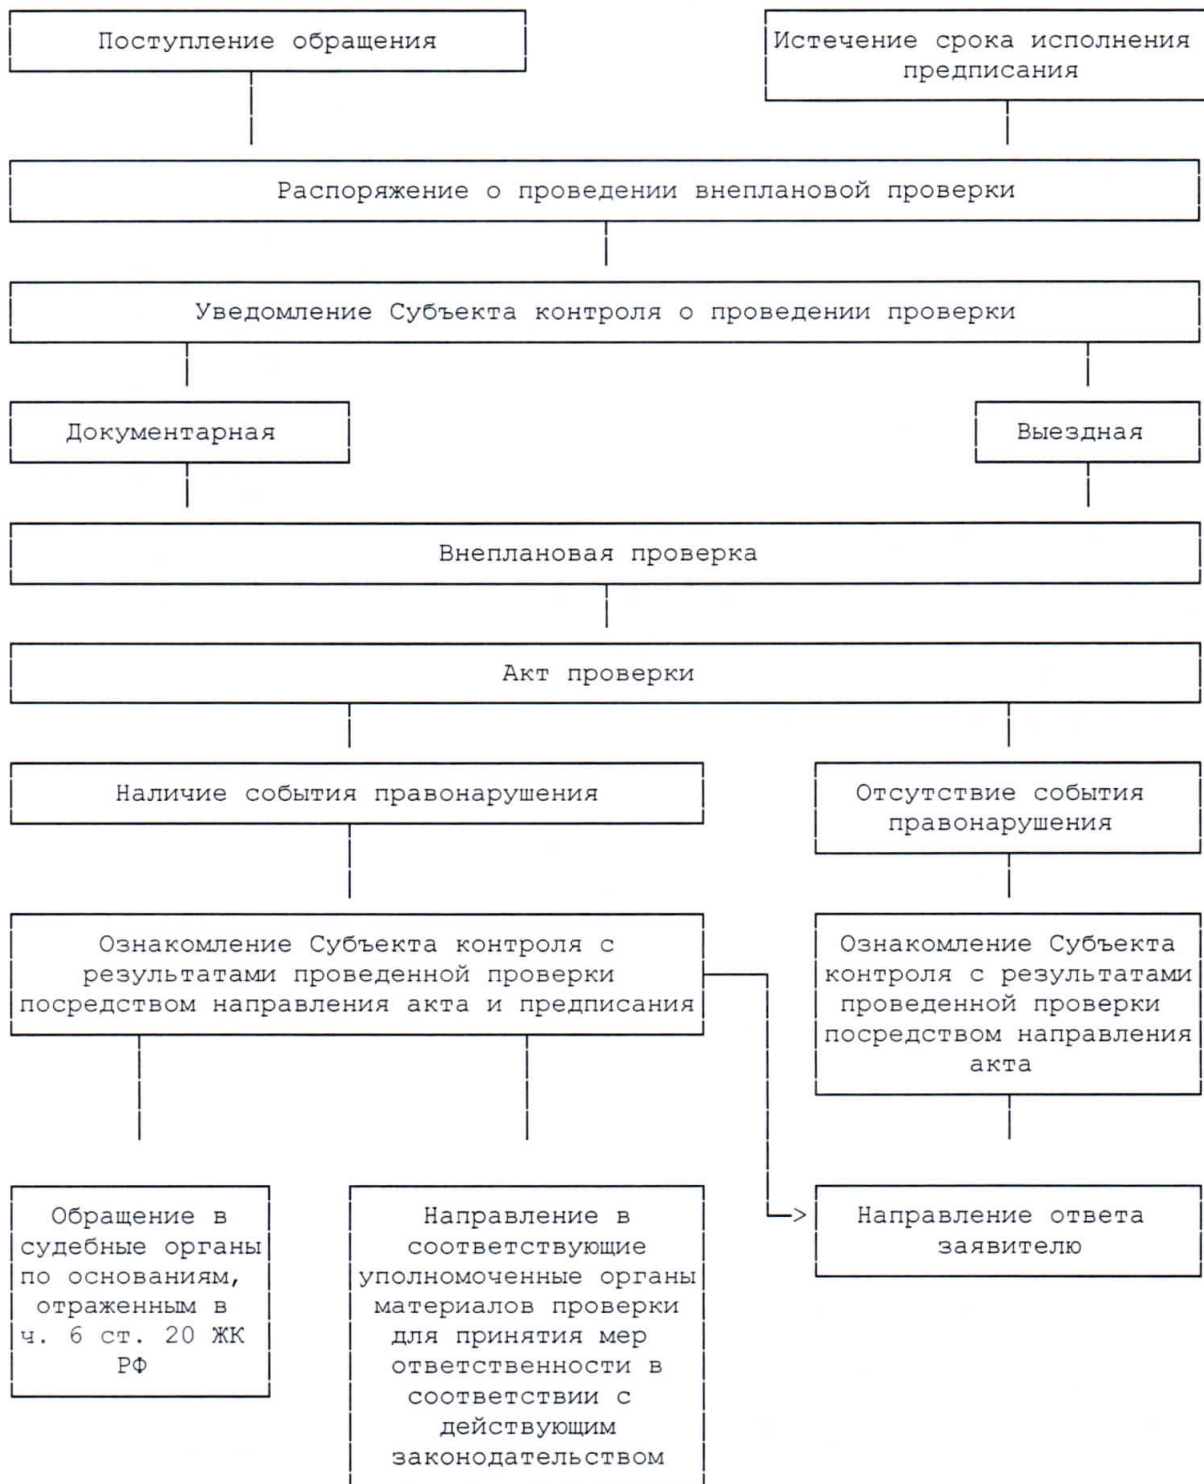 Поступление обращения
Истечение срока исполнения
предписания
Распоряжение о проведении внеплановой проверки
Уведомление Субъекта контроля о проведении проверки
Документарная
Выездная
Внеплановая проверка
Акт проверки
Наличие события правонарушения
Отсутствие события
правонарушения
Ознакомление Субъекта контроля с
результатами проведенной проверки
посредством направления акта и предписания
Ознакомление Субъекта
контроля с результатами
проведенной проверки
посредством направления
акта
Обращение в
судебные органы
по основаниям,
отраженным в
ч. 6 ст. 20 ЖК
РФ
Направление в
соответствующие
уполномоченные органы
материалов проверки
для принятия мер
ответственности в
соответствии с
действующим
законодательством
Направление ответа
заявителю